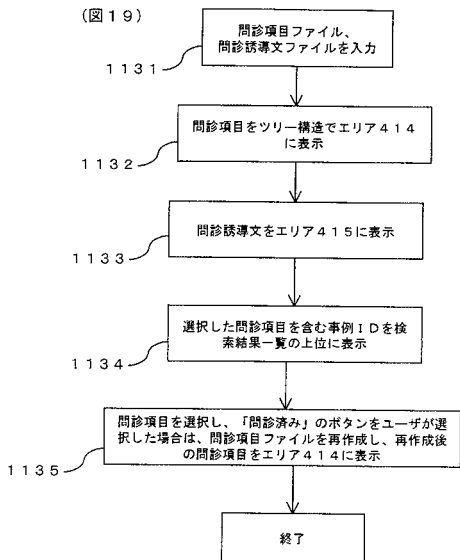 (図19)
問診項目ファイル、
問診誘導文ファイルを入力
1131
問診項目をツリー構造でエリア414
に表示
1132
問診誘導文をエリア415に表示
1133
選択した問診項目を含む事例IDを検
索結果一覧の上位に表示
1134
問診項目を選択し、「問診済み」のボタンをユーザが選
択した場合は、問診項目ファイルを再作成し、再作成後
の問診項目をエリア414に表示
1135
終了